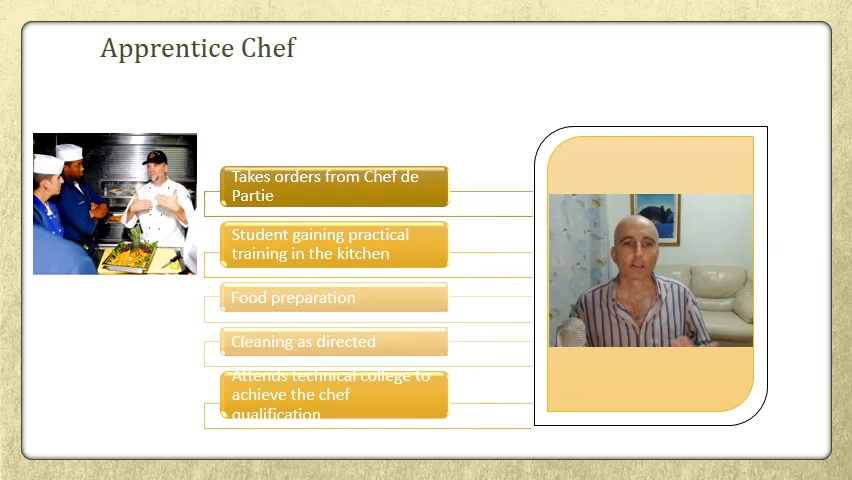 Apprentice Chef
Takes orders from Chef de
Partie
Student gaining practical
training in the kitchen
Food preparation
Cleaning as directed
Attends technical college to
achieve the chef
qualification